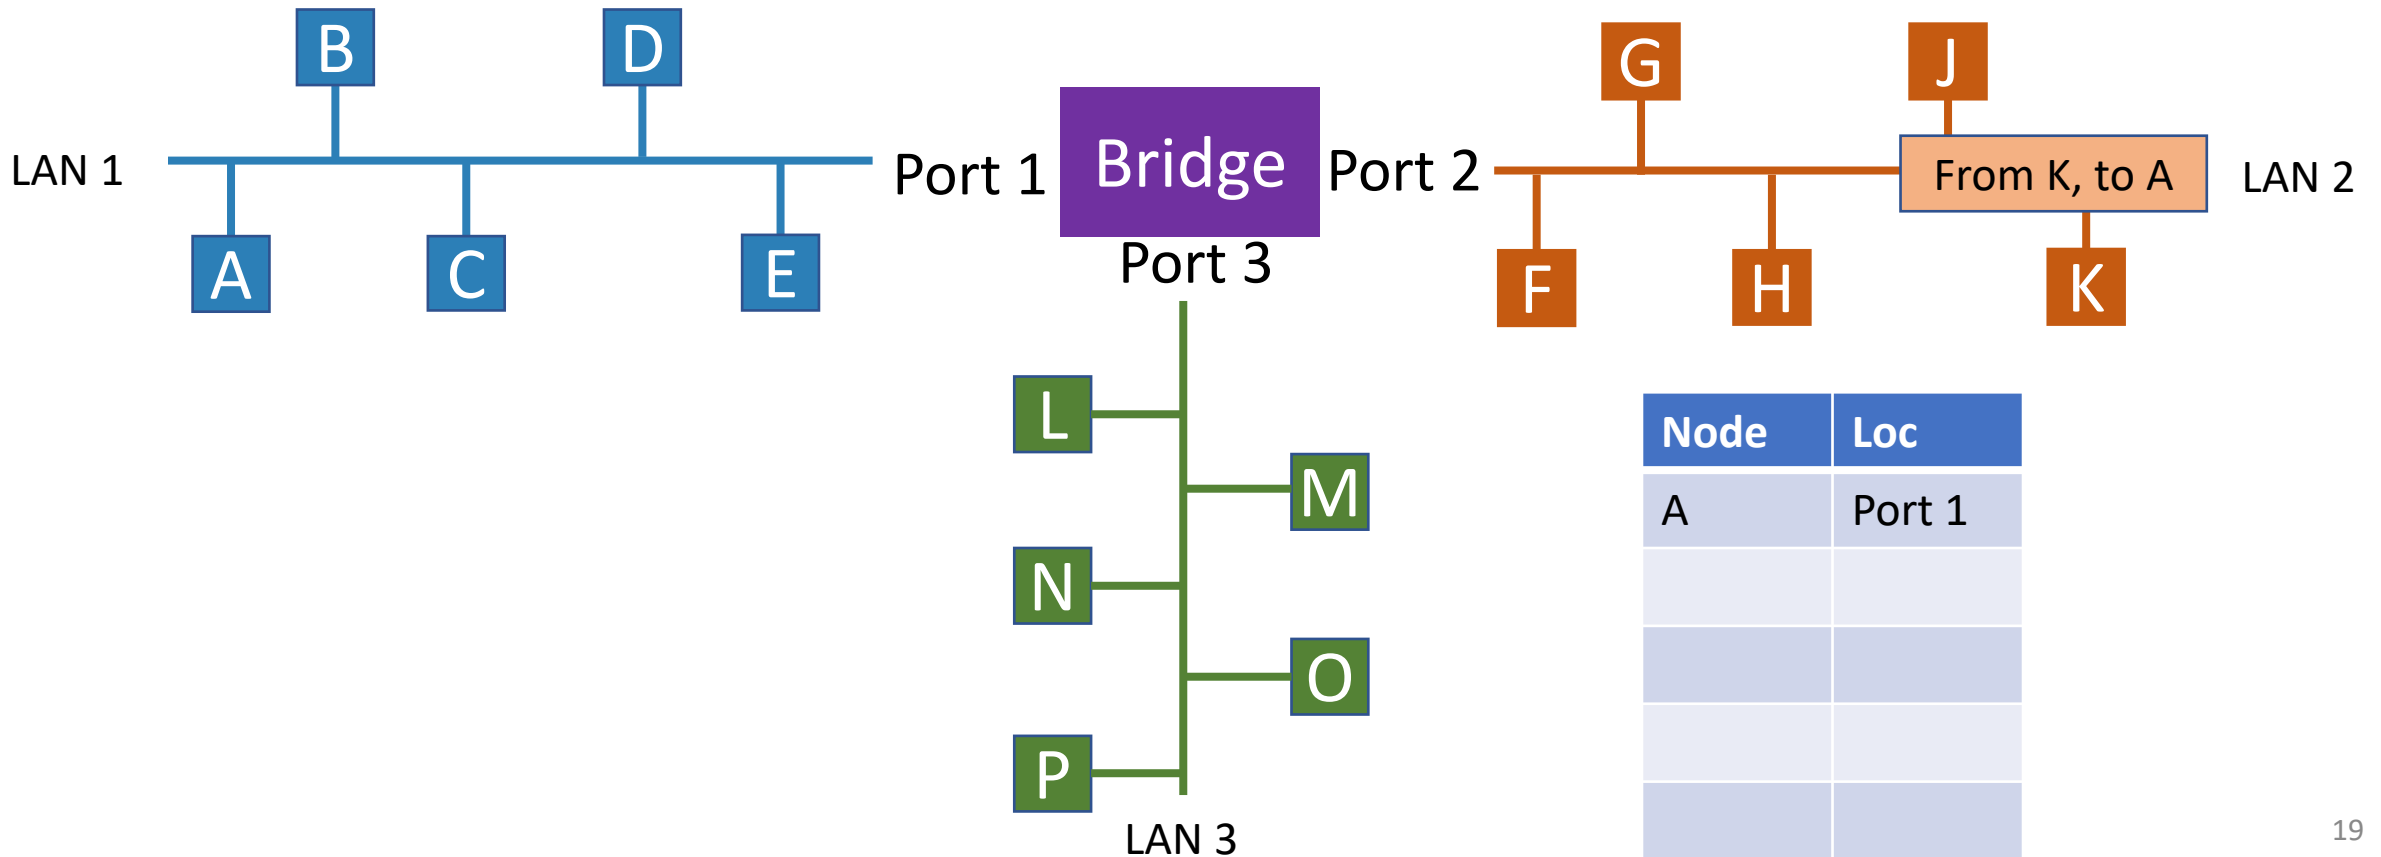 B
D
G
J
LAN 1
Port 1
Bridge
Port 2
From K, to A
LAN 2
A
C
E
Port 3
F
H
K
L
M
N
O
P
LAN 3
Node Loc
A Port 1
19